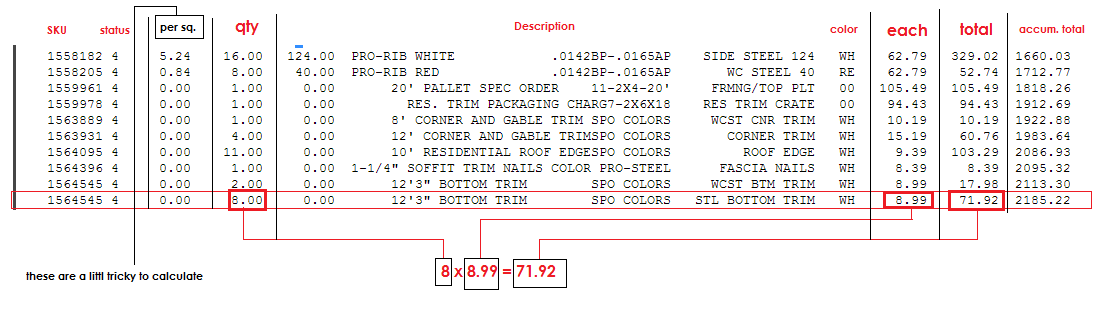 SKU status per sq. qty Description color each total accum. total
1558182 4 5.24 16.00 124.00 PRO-RIB WHITE .0142BP-.0165AP SIDE STEEL 124 WH 62.79 329.02 1660.03
1558205 4 0.84 8.00 40.00 PRO-RIB RED .0142BP-.0165AP WC STEEL 40 RE 62.79 52.74 1712.77
1559961 4 0.00 1.00 0.00 20' PALLET SPEC ORDER 11-2X4-20' FRMNG/TOP PLT 00 105.49 105.49 1818.26
1559978 4 0.00 1.00 0.00 RES. TRIM PACKAGING CHARG7-2X6X18 RES TRIM CRATE 00 94.43 94.43 1912.69
1563889 4 0.00 1.00 0.00 8' CORNER AND GABLE TRIM SPO COLORS WCST CNR TRIM WH 10.19 10.19 1922.88
1563931 4 0.00 4.00 0.00 12' CORNER AND GABLE TRIMSPO COLORS CORNER TRIM WH 15.19 60.76 1983.64
1564095 4 0.00 11.00 0.00 10' RESIDENTIAL ROOF EDGESPO COLORS ROOF EDGE WH 9.39 103.29 2086.93
1564396 4 0.00 1.00 0.00 1-1/4" SOFFIT TRIM NAILS COLOR PRO-STEEL FASCIA NAILS WH 8.39 8.39 2095.32
1564545 4 0.00 2.00 0.00 12'3" BOTTOM TRIM SPO COLORS WCST BTM TRIM WH 8.99 17.98 2113.30
1564545 4 0.00 8.00 0.00 12'3" BOTTOM TRIM SPO COLORS STL BOTTOM TRIM WH 8.99 71.92 2185.22
8 x 8.99 = 71.92
these are a littl tricky to calculate